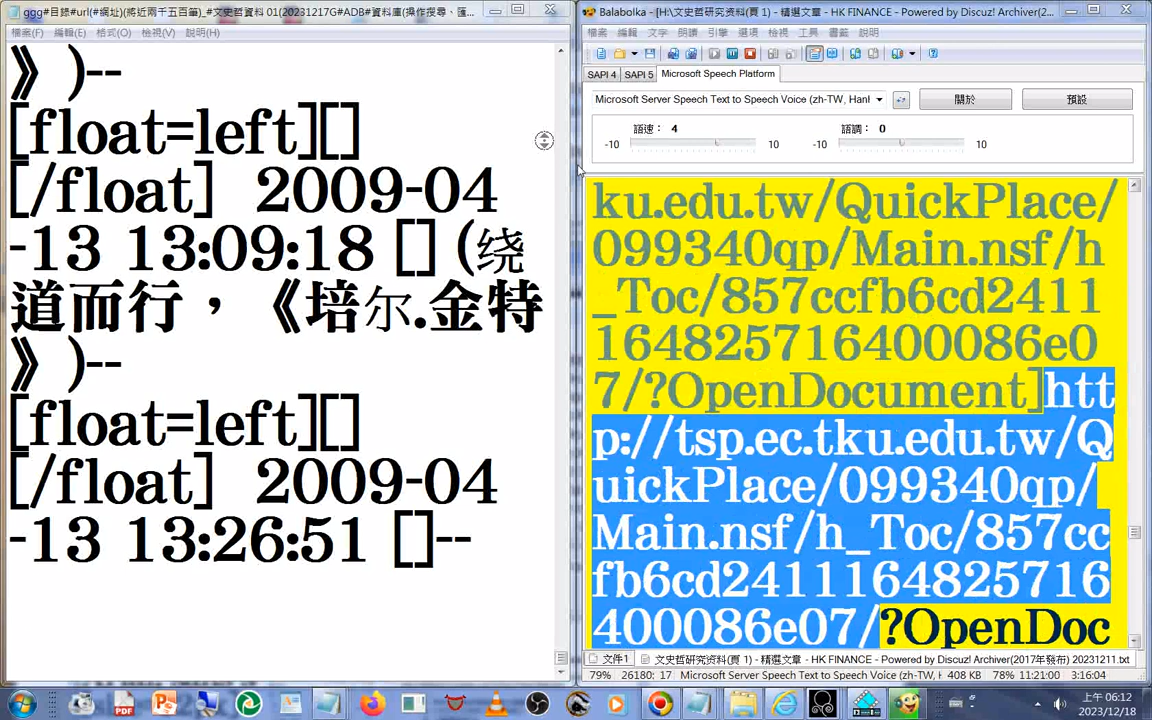 ggg#目錄#url(#網址)(將近兩千五百筆)_#文史哲資料 01(20231217G#ADB#資料庫(操作搜尋、匯...
檔案(F) 編輯(E) 格式(O) 檢視(V) 說明(H)
》)--
[float=left][]
[/float] 2009-04
-13 13:09:18 [] (绕
道而行，《培尔.金特
》)--
[float=left][]
[/float] 2009-04
-13 13:26:51 []--
Balabolka - [H:\文史哲研究资料(頁 1) - 精選文章 - HK FINANCE - Powered by Discuz! Archiver(2...
檔案 編輯 文字 朗讀 引擎 選項 檢視 工具 書籤 說明
SAPI 4 SAPI 5 Microsoft Speech Platform
Microsoft Server Speech Text to Speech Voice (zh-TW, Hanl
關於 預設
語速： 4 語調： 0
-10 10 -10 10
ku.edu.tw/QuickPlace/
099340qp/Main.nsf/h
_Toc/857ccfb6cd2411
164825716400086e0
7/?OpenDocument]htt
p://tsp.ec.tku.edu.tw/Q
uickPlace/099340qp/
Main.nsf/h_Toc/857cc
fb6cd24111648257​16
400086e07/?OpenDoc
文件1 文史哲研究资料(頁 1) - 精選文章 - HK FINANCE - Powered by Discuz! Archiver(2017年發布) 20231211.txt
79% 26180: 17 Microsoft Server Speech Text to Speech Voice (zh-TW, 408 KB 78% 11:21:00 3:16:04
上午 06:12
2023/12/18